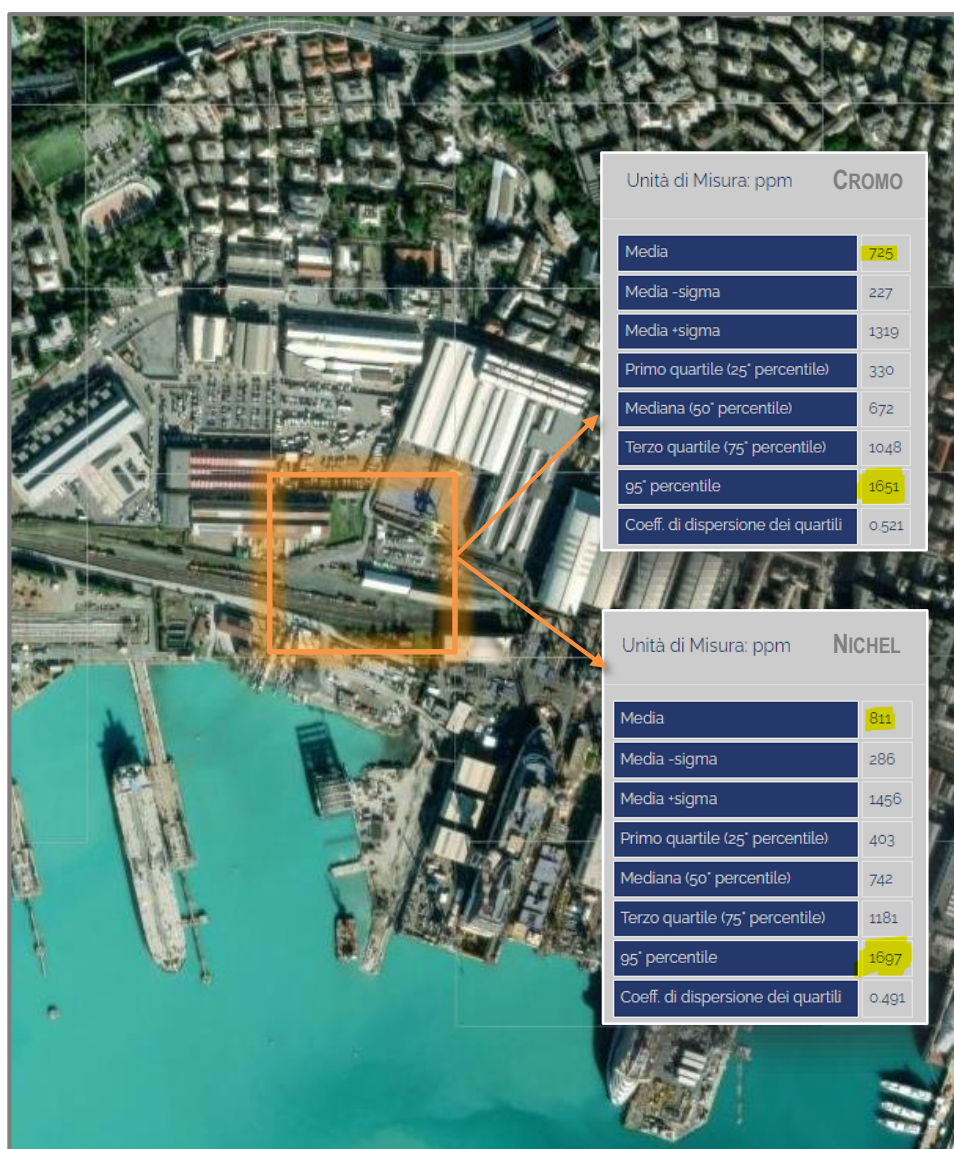 Unità di Misura: ppm CROMO
Media 725
Media -sigma 227
Media +sigma 1319
Primo quartile (25° percentile) 330
Mediana (50° percentile) 672
Terzo quartile (75° percentile) 1048
95° percentile 1651
Coeff. di dispersione dei quartili 0.521
Unità di Misura: ppm NICHEL
Media 811
Media -sigma 286
Media +sigma 1456
Primo quartile (25° percentile) 403
Mediana (50° percentile) 742
Terzo quartile (75° percentile) 1181
95° percentile 1697
Coeff. di dispersione dei quartili 0.491